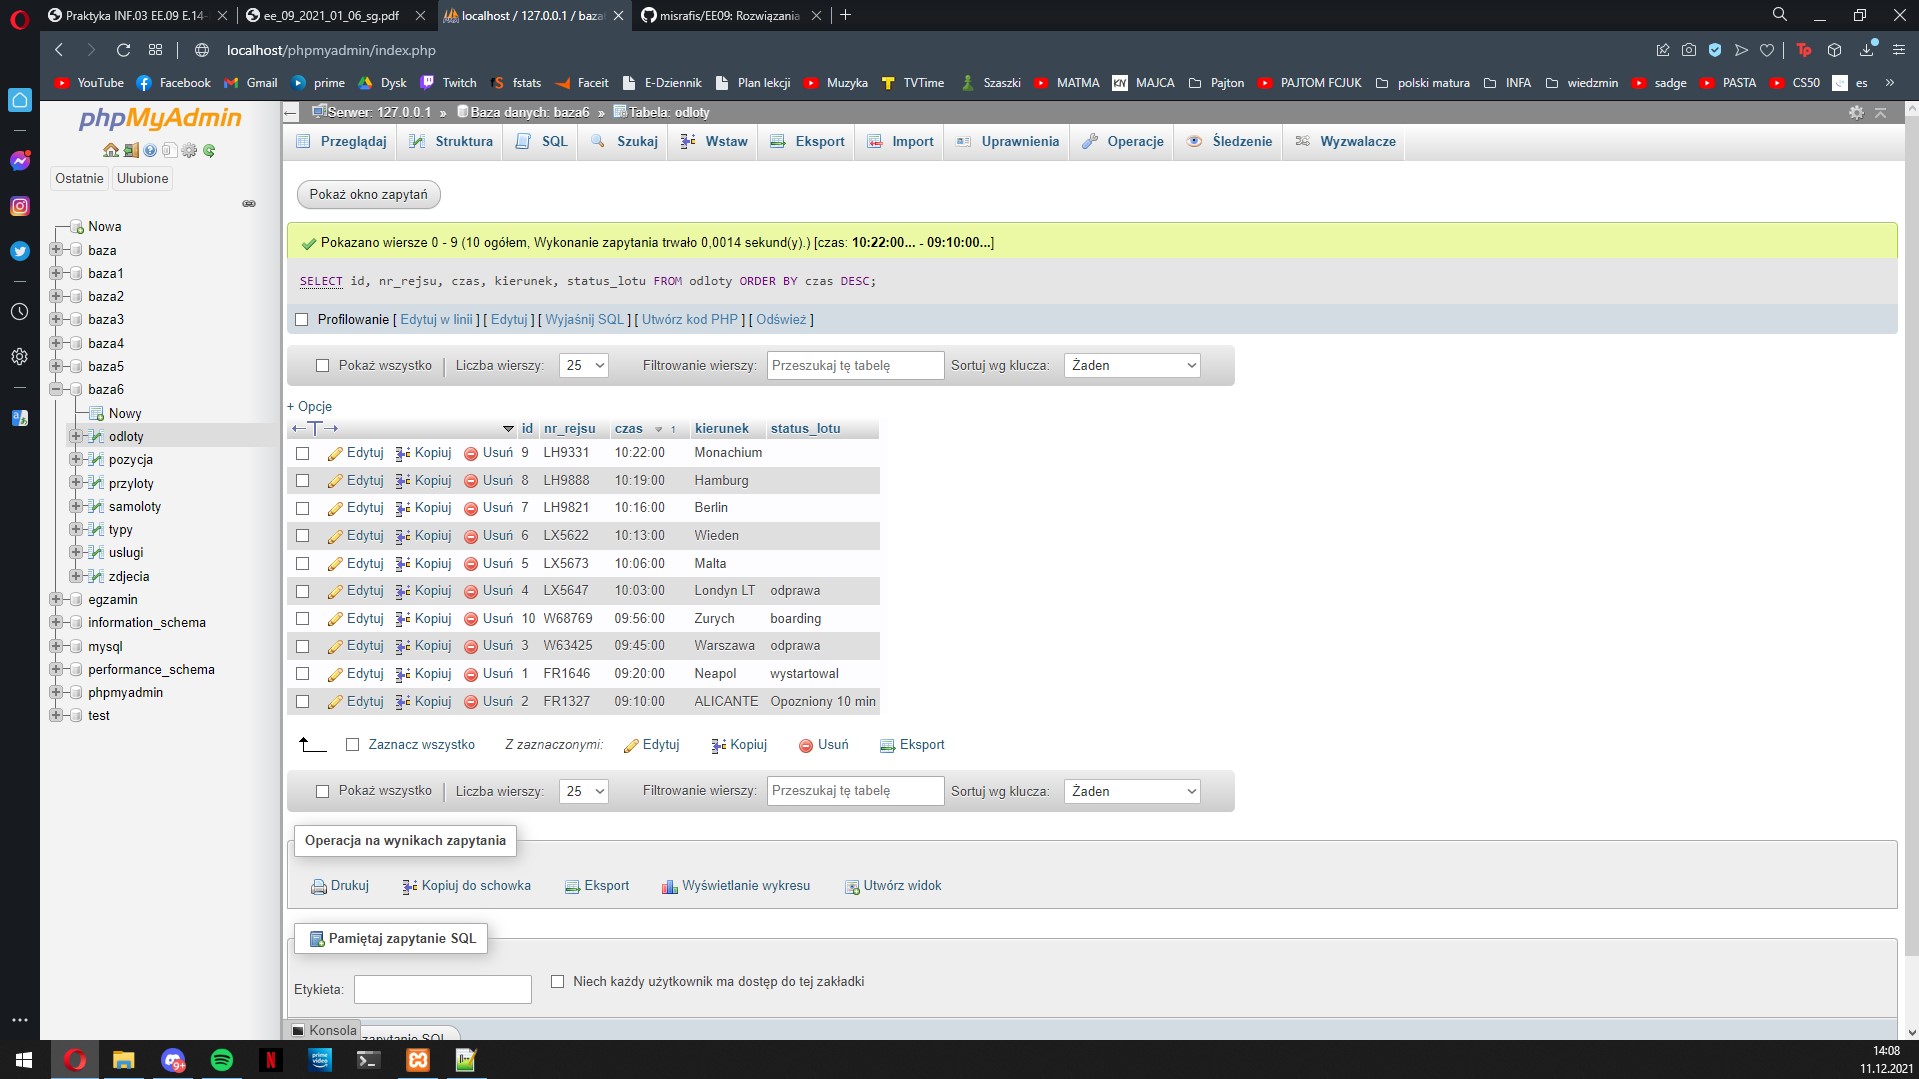 Praktyka INF.03 EE.09 E.14-
ee_09_2021_01_06_sg.pdf
localhost / 127.0.0.1 / baza
misrafis/EE09: Rozwiązania
localhost/phpmyadmin/index.php
YouTube Facebook Gmail prime Dysk Twitch fstats Faceit E-Dziennik Plan lekcji Muzyka TVTime Szaszki MATMA MAJCA Pajton PAJTOM FCJUK polski matura INFA wiedzmin sadge PASTA CS50 es »
phpMyAdmin
Ostatnie Ulubione
Nowa
baza
baza1
baza2
baza3
baza4
baza5
baza6
Nowy
odloty
pozycja
przyloty
samoloty
typy
uslugi
zdjecia
egzamin
information_schema
mysql
performance_schema
phpmyadmin
test
Serwer: 127.0.0.1 » Baza danych: baza6 » Tabela: odloty
Przeglądaj Struktura SQL Szukaj Wstaw Eksport Import Uprawnienia Operacje Śledzenie Wyzwalacze
Pokaż okno zapytań
Pokazano wiersze 0 - 9 (10 ogółem, Wykonanie zapytania trwało 0,0014 sekund(y).) [czas: 10:22:00... - 09:10:00...]
SELECT id, nr_rejsu, czas, kierunek, status_lotu FROM odloty ORDER BY czas DESC;
Profilowanie [ Edytuj w linii ] [ Edytuj ] [ Wyjaśnij SQL ] [ Utwórz kod PHP ] [ Odśwież ]
Pokaż wszystko Liczba wierszy: 25 Filtrowanie wierszy: Przeszukaj tę tabelę Sortuj wg klucza: Żaden
+ Opcje
id nr_rejsu czas 1 kierunek status_lotu
Edytuj Kopiuj Usuń 9 LH9331 10:22:00 Monachium
Edytuj Kopiuj Usuń 8 LH9888 10:19:00 Hamburg
Edytuj Kopiuj Usuń 7 LH9821 10:16:00 Berlin
Edytuj Kopiuj Usuń 6 LX5622 10:13:00 Wieden
Edytuj Kopiuj Usuń 5 LX5673 10:06:00 Malta
Edytuj Kopiuj Usuń 4 LX5647 10:03:00 Londyn LT odprawa
Edytuj Kopiuj Usuń 10 W68769 09:56:00 Zurych boarding
Edytuj Kopiuj Usuń 3 W63425 09:45:00 Warszawa odprawa
Edytuj Kopiuj Usuń 1 FR1646 09:20:00 Neapol wystartowal
Edytuj Kopiuj Usuń 2 FR1327 09:10:00 ALICANTE Opozniony 10 min
Zaznacz wszystko Z zaznaczonymi: Edytuj Kopiuj Usuń Eksport
Pokaż wszystko Liczba wierszy: 25 Filtrowanie wierszy: Przeszukaj tę tabelę Sortuj wg klucza: Żaden
Operacja na wynikach zapytania
Drukuj Kopiuj do schowka Eksport Wyświetlanie wykresu Utwórz widok
Pamiętaj zapytanie SQL
Etykieta: Niech każdy użytkownik ma dostęp do tej zakładki
Konsola zapytanie SQL
14:08
11.12.2021